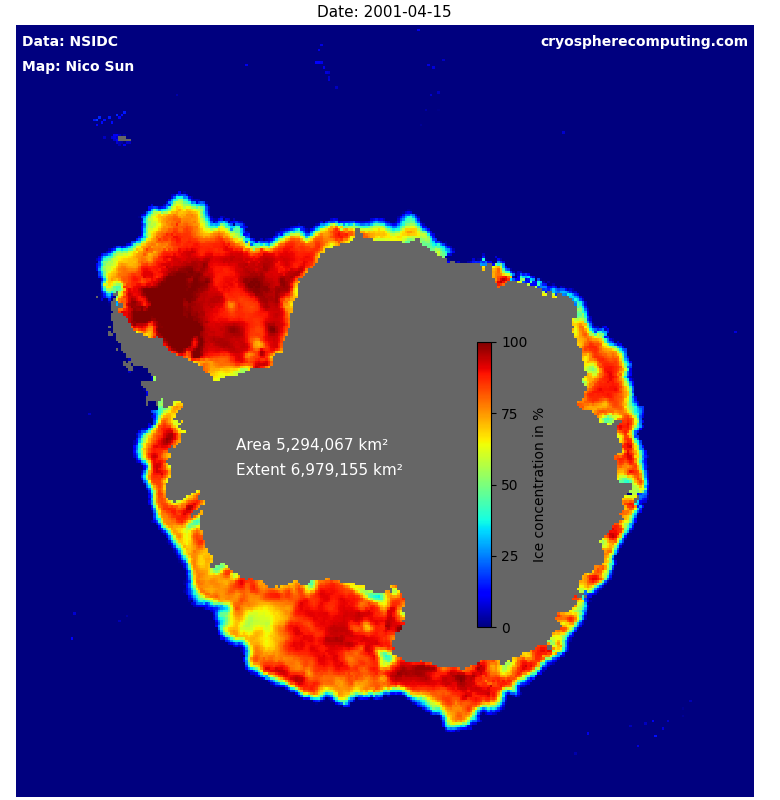 Date: 2001-04-15
Data: NSIDC
cryospherecomputing.com
Map: Nico Sun
100
75
50
25
0
Ice concentration in %
Area 5,294,067 km²
Extent 6,979,155 km²